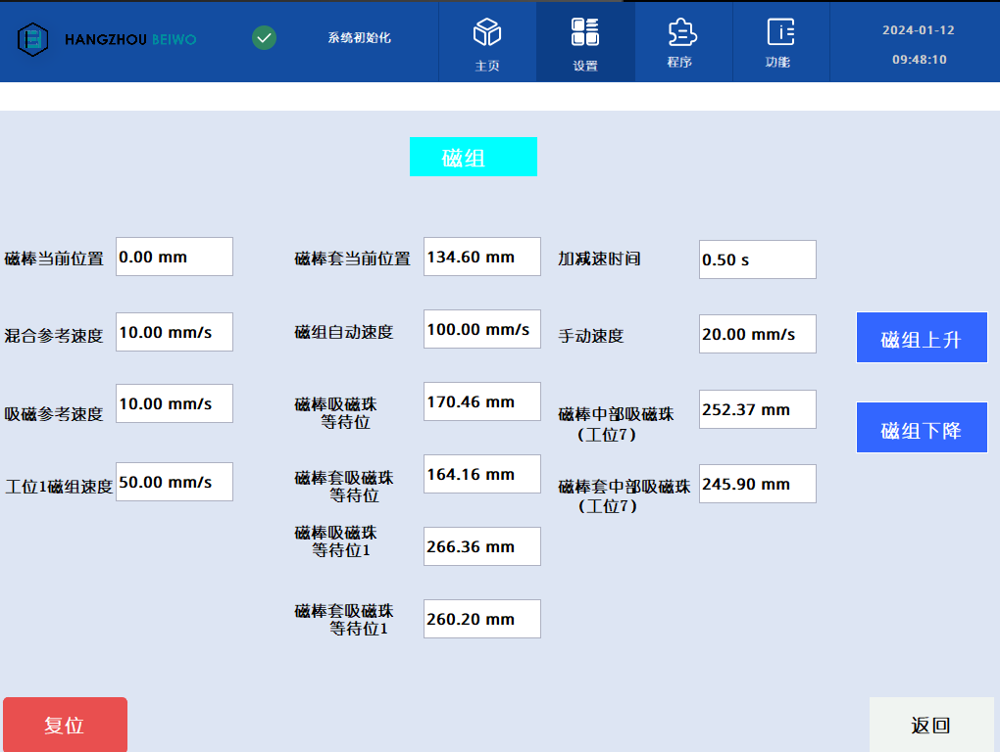 HANGZHOU BEIWO
系统初始化
主页
设置
程序
功能
2024-01-12
09:48:10
磁组
磁棒当前位置
0.00 mm
磁棒套当前位置
134.60 mm
加减速时间
0.50 s
混合参考速度
10.00 mm/s
磁组自动速度
100.00 mm/s
手动速度
20.00 mm/s
磁组上升
吸磁参考速度
10.00 mm/s
磁棒吸磁珠
等待位
170.46 mm
磁棒中部吸磁珠
（工位7）
252.37 mm
磁组下降
工位1磁组速度
50.00 mm/s
磁棒套吸磁珠
等待位
164.16 mm
磁棒套中部吸磁珠
（工位7）
245.90 mm
磁棒吸磁珠
等待位1
266.36 mm
磁棒套吸磁珠
等待位1
260.20 mm
复位
返回